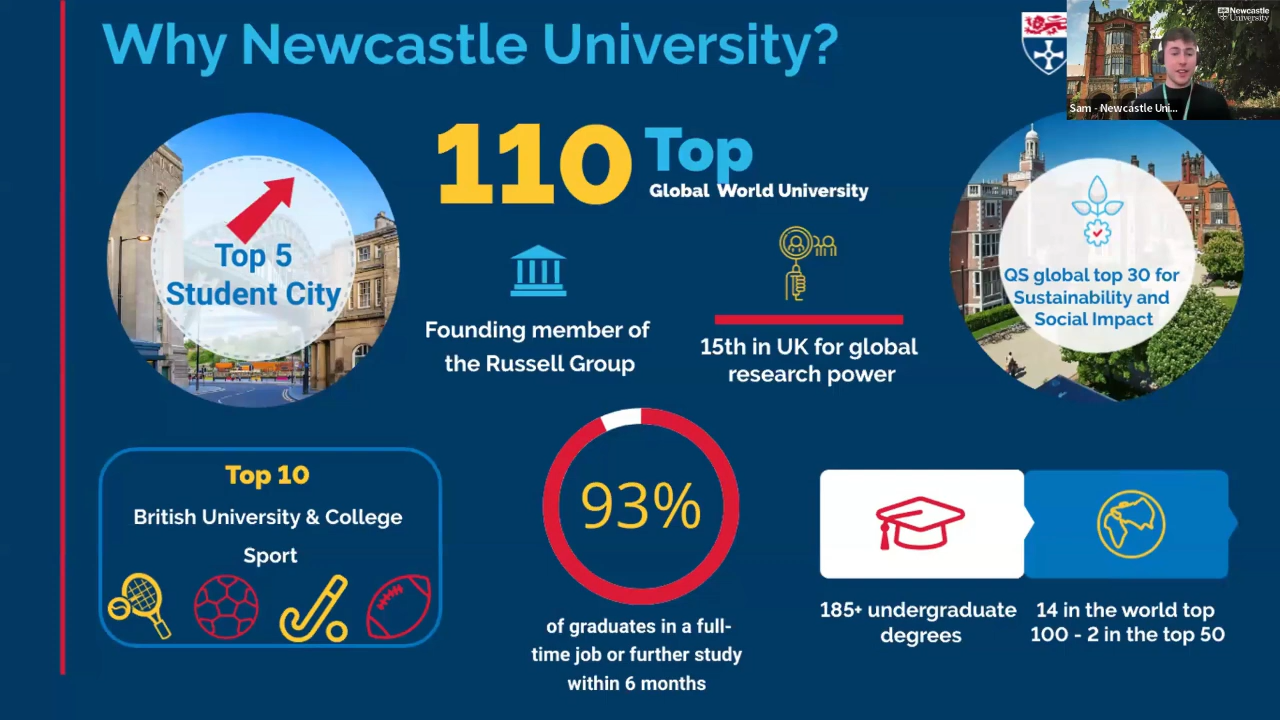 Why Newcastle University?
Newcastle
University
Sam - Newcastle Uni...
110 Top
Global World University
Top 5
Student City
Founding member of
the Russell Group
15th in UK for global
research power
QS global top 30 for
Sustainability and
Social Impact
Top 10
British University & College
Sport
93%
of graduates in a full-
time job or further study
within 6 months
185+ undergraduate
degrees
14 in the world top
100 - 2 in the top 50